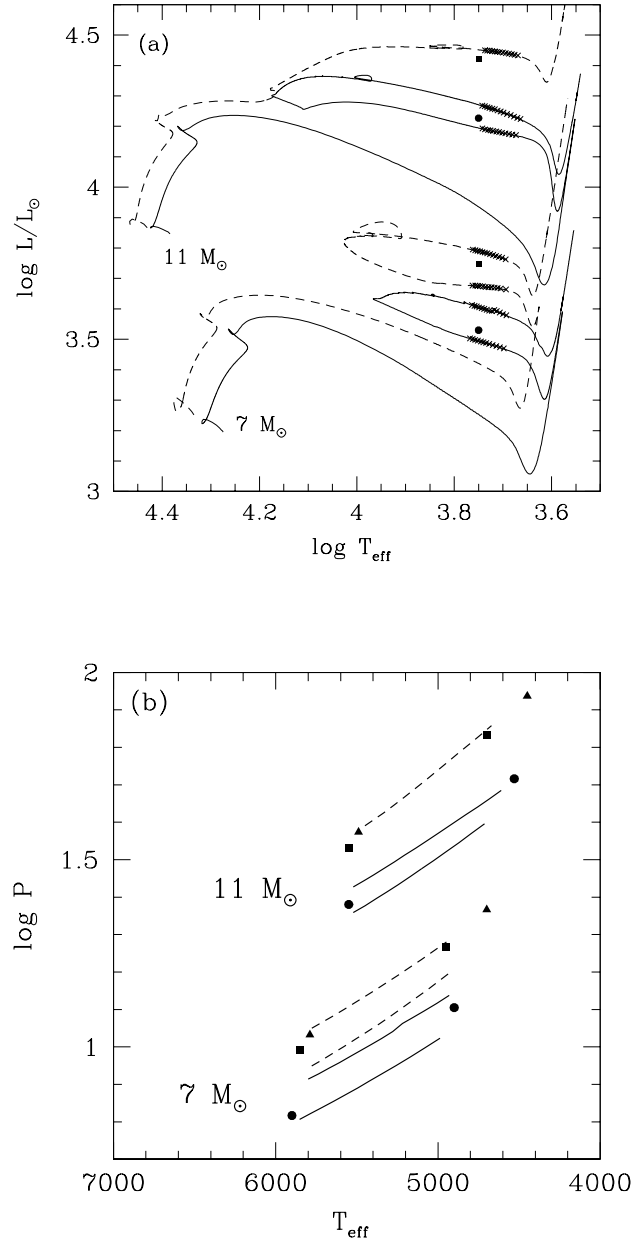 (a)
4.5
4
3.5
3
log L/L⊙
11 M⊙
7 M⊙
4.4 4.2 4 3.8 3.6
log Teff
(b)
2
1.5
1
log P
11 M⊙
7 M⊙
7000 6000 5000 4000
Teff